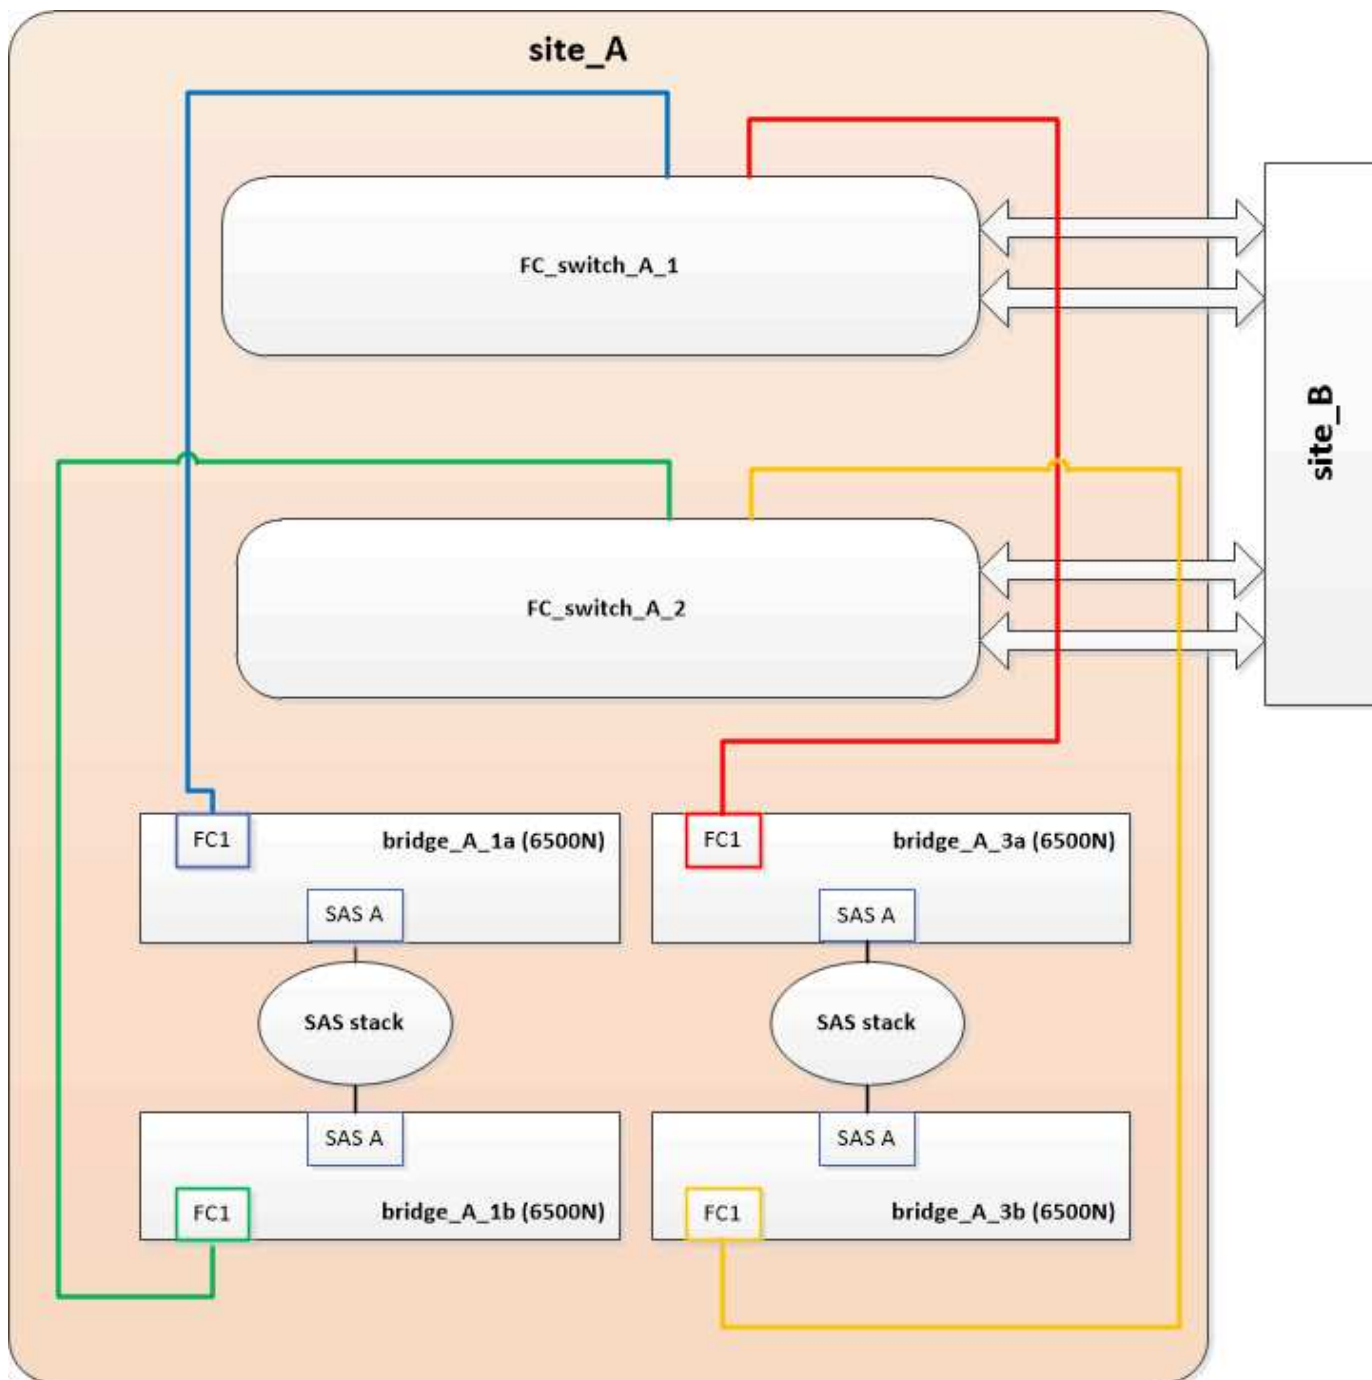 site_A
FC_switch_A_1
site_B
FC_switch_A_2
FC1
bridge_A_1a (6500N)
SAS A
FC1
bridge_A_3a (6500N)
SAS A
SAS stack
SAS stack
SAS A
FC1
bridge_A_1b (6500N)
SAS A
FC1
bridge_A_3b (6500N)